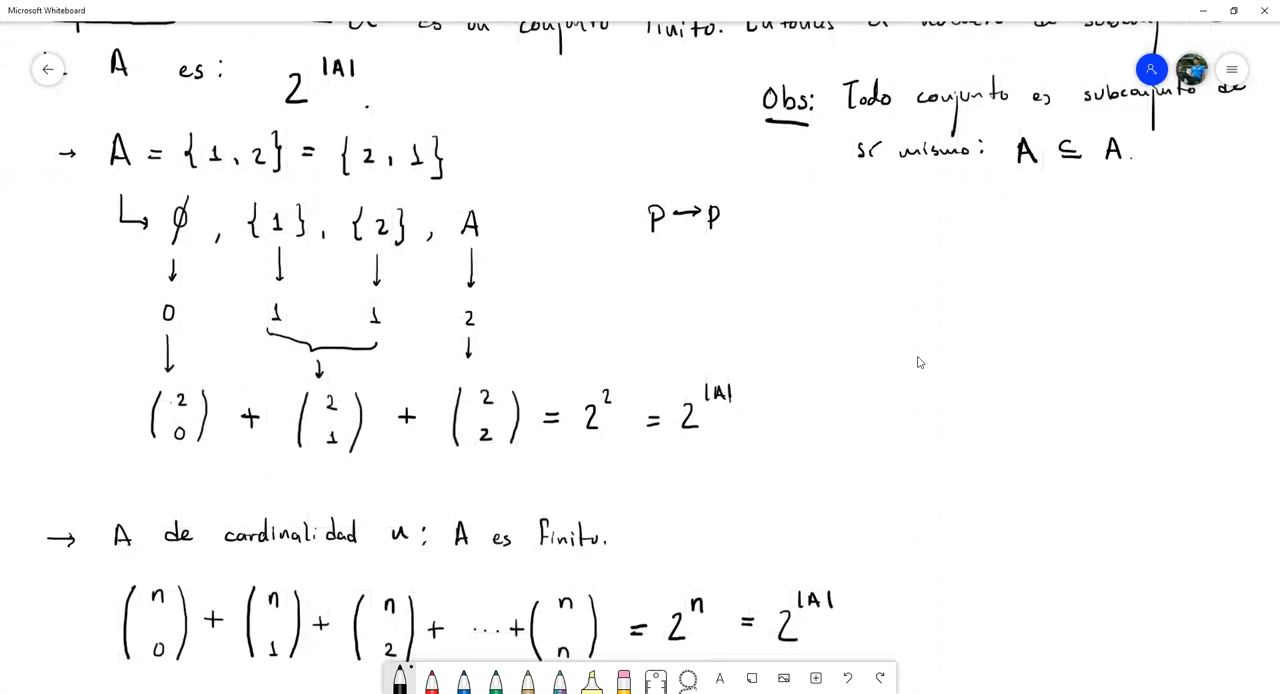 Microsoft Whiteboard
es un conjunto finito. Entonces el número de
A es: 2^|A|.
Obs: Todo conjunto es subconjunto de
sí mismo: A ⊆ A.
→ A = {1, 2} = {2, 1}
↳ ∅, {1}, {2}, A
p → p
↓ ↓ ↓ ↓
0 1 1 2
↓ ↓ ↓
(2 0) + (2 1) + (2 2) = 2^2 = 2^|A|
→ A de cardinalidad n: A es finito.
(n 0) + (n 1) + (n 2) + ... + (n n) = 2^n = 2^|A|
A